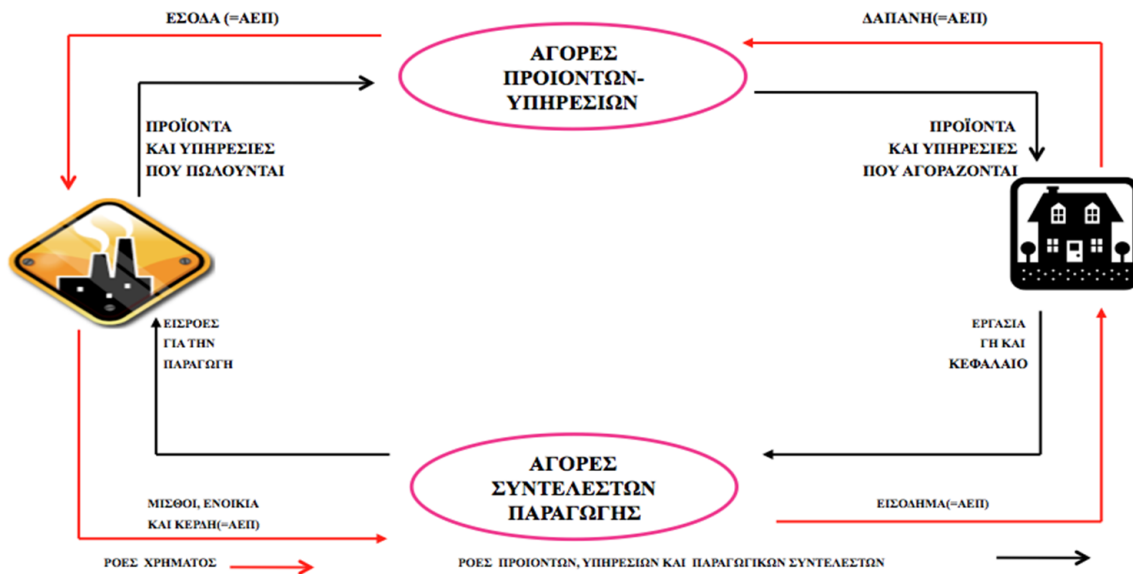 ΕΣΟΔΑ (=ΑΕΠ)
ΔΑΠΑΝΗ(=ΑΕΠ)
ΑΓΟΡΕΣ
ΠΡΟΙΟΝΤΩΝ-
ΥΠΗΡΕΣΙΩΝ
ΠΡΟΪΟΝΤΑ
ΚΑΙ ΥΠΗΡΕΣΙΕΣ
ΠΟΥ ΠΩΛΟΥΝΤΑΙ
ΠΡΟΪΟΝΤΑ
ΚΑΙ ΥΠΗΡΕΣΙΕΣ
ΠΟΥ ΑΓΟΡΑΖΟΝΤΑΙ
ΕΙΣΡΟΕΣ
ΓΙΑ ΤΗΝ
ΠΑΡΑΓΩΓΗ
ΕΡΓΑΣΙΑ
ΓΗ ΚΑΙ
ΚΕΦΑΛΑΙΟ
ΑΓΟΡΕΣ
ΣΥΝΤΕΛΕΣΤΩΝ
ΠΑΡΑΓΩΓΗΣ
ΜΙΣΘΟΙ, ΕΝΟΙΚΙΑ
ΚΑΙ ΚΕΡΔΗ(=ΑΕΠ)
ΕΙΣΟΔΗΜΑ(=ΑΕΠ)
ΡΟΕΣ ΧΡΗΜΑΤΟΣ
ΡΟΕΣ ΠΡΟΙΟΝΤΩΝ, ΥΠΗΡΕΣΙΩΝ ΚΑΙ ΠΑΡΑΓΩΓΙΚΩΝ ΣΥΝΤΕΛΕΣΤΩΝ